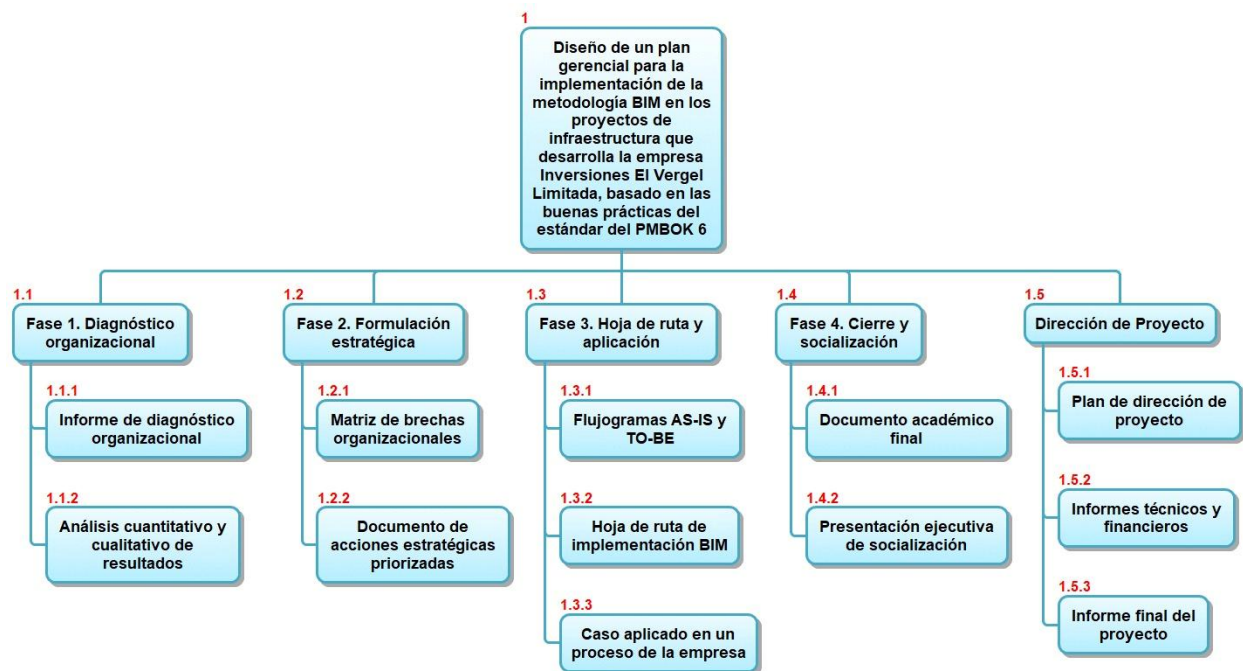 1
Diseño de un plan
gerencial para la
implementación de la
metodología BIM en los
proyectos de
infraestructura que
desarrolla la empresa
Inversiones El Vergel
Limitada, basado en las
buenas prácticas del
estándar del PMBOK 6
1.1
Fase 1. Diagnóstico
organizacional
1.1.1
Informe de diagnóstico
organizacional
1.1.2
Análisis cuantitativo y
cualitativo de
resultados
1.2
Fase 2. Formulación
estratégica
1.2.1
Matriz de brechas
organizacionales
1.2.2
Documento de
acciones estratégicas
priorizadas
1.3
Fase 3. Hoja de ruta y
aplicación
1.3.1
Flujogramas AS-IS y
TO-BE
1.3.2
Hoja de ruta de
implementación BIM
1.3.3
Caso aplicado en un
proceso de la empresa
1.4
Fase 4. Cierre y
socialización
1.4.1
Documento académico
final
1.4.2
Presentación ejecutiva
de socialización
1.5
Dirección de Proyecto
1.5.1
Plan de dirección de
proyecto
1.5.2
Informes técnicos y
financieros
1.5.3
Informe final del
proyecto